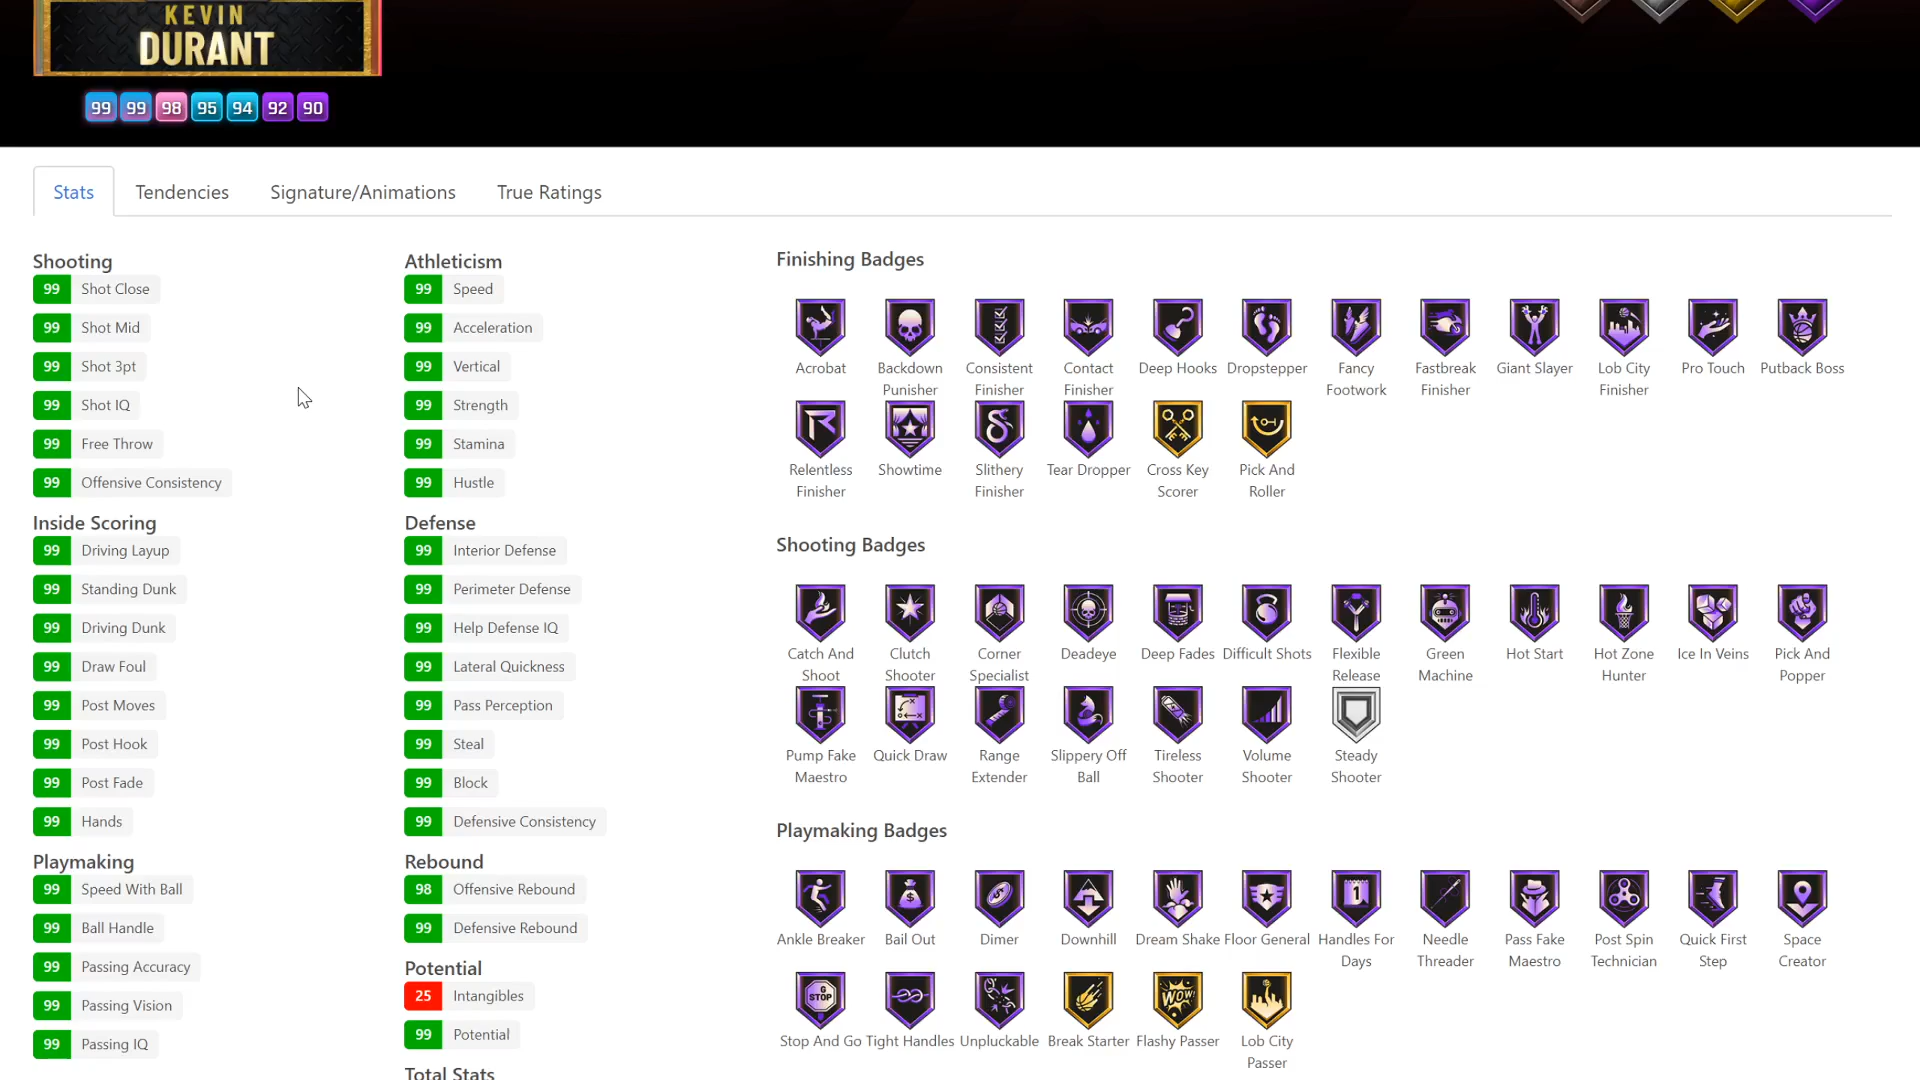 KEVIN
DURANT
99 99 98 95 94 92 90
Stats Tendencies Signature/Animations True Ratings
Shooting
99 Shot Close
99 Shot Mid
99 Shot 3pt
99 Shot IQ
99 Free Throw
99 Offensive Consistency
Inside Scoring
99 Driving Layup
99 Standing Dunk
99 Driving Dunk
99 Draw Foul
99 Post Moves
99 Post Hook
99 Post Fade
99 Hands
Playmaking
99 Speed With Ball
99 Ball Handle
99 Passing Accuracy
99 Passing Vision
99 Passing IQ
Athleticism
99 Speed
99 Acceleration
99 Vertical
99 Strength
99 Stamina
99 Hustle
Defense
99 Interior Defense
99 Perimeter Defense
99 Help Defense IQ
99 Lateral Quickness
99 Pass Perception
99 Steal
99 Block
99 Defensive Consistency
Rebound
98 Offensive Rebound
99 Defensive Rebound
Potential
25 Intangibles
99 Potential
Total Stats
Finishing Badges
Acrobat Backdown Consistent Contact Deep Hooks Dropstepper Fancy Fastbreak Giant Slayer Lob City Pro Touch Putback Boss
Punisher Finisher Finisher Footwork Finisher Finisher
Relentless Showtime Slithery Tear Dropper Cross Key Pick And
Finisher Finisher Scorer Roller
Shooting Badges
Catch And Clutch Corner Deadeye Deep Fades Difficult Shots Flexible Green Hot Start Hot Zone Ice In Veins Pick And
Shoot Shooter Specialist Release Machine Hunter Popper
Pump Fake Quick Draw Range Slippery Off Tireless Volume Steady
Maestro Extender Ball Shooter Shooter Shooter
Playmaking Badges
1
Ankle Breaker Bail Out Dimer Downhill Dream Shake Floor General Handles For Needle Pass Fake Post Spin Quick First Space
Days Threader Maestro Technician Step Creator
STOP WOW!
Stop And Go Tight Handles Unpluckable Break Starter Flashy Passer Lob City
Passer